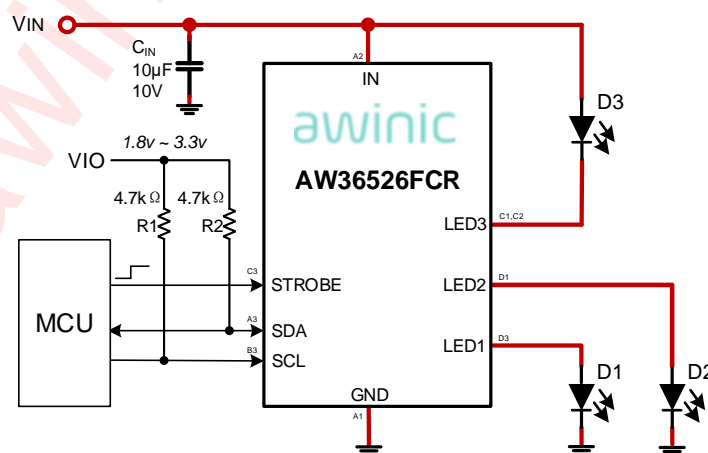 VIN
CIN
10µF
10V
A2
IN
awinic
AW36526FCR
D3
1.8v ~ 3.3v
VIO
4.7kΩ
4.7kΩ
R1
R2
LED3
C1,C2
MCU
C3
STROBE
LED2
D1
A3
SDA
B3
SCL
LED1
D3
D1
D2
GND
A1